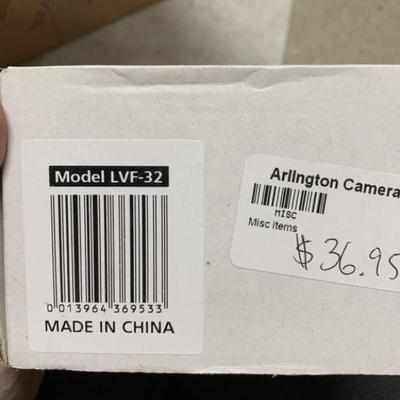 Model LVF-32
0 013964 369533
MADE IN CHINA
Arlington Camera
MISC
Misc items
$36.95